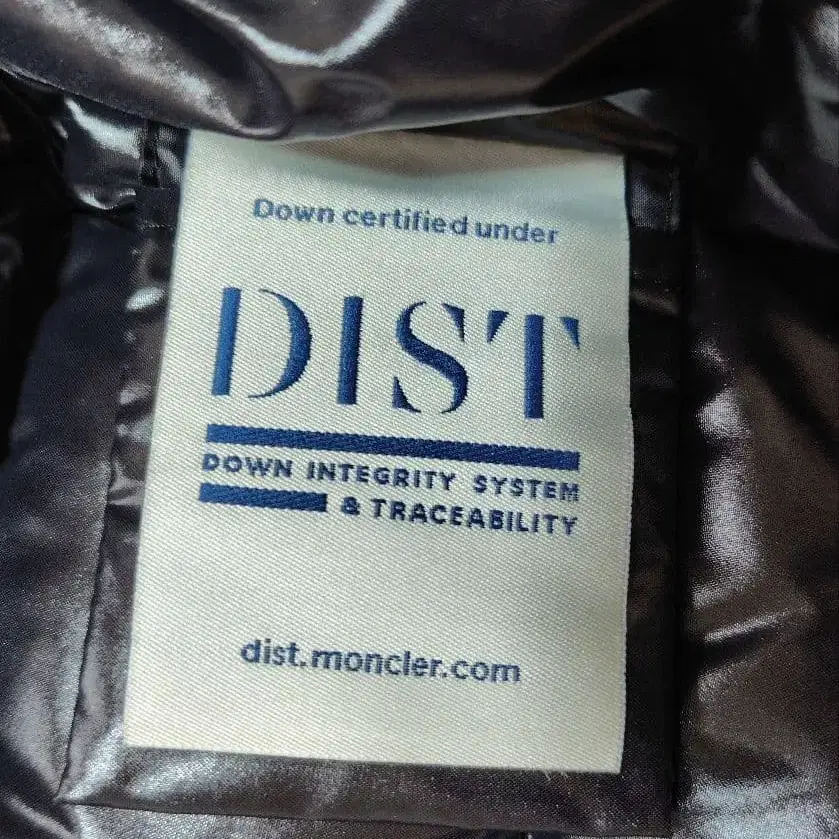 Down certified under
DIST
DOWN INTEGRITY SYSTEM
& TRACEABILITY
dist.moncler.com